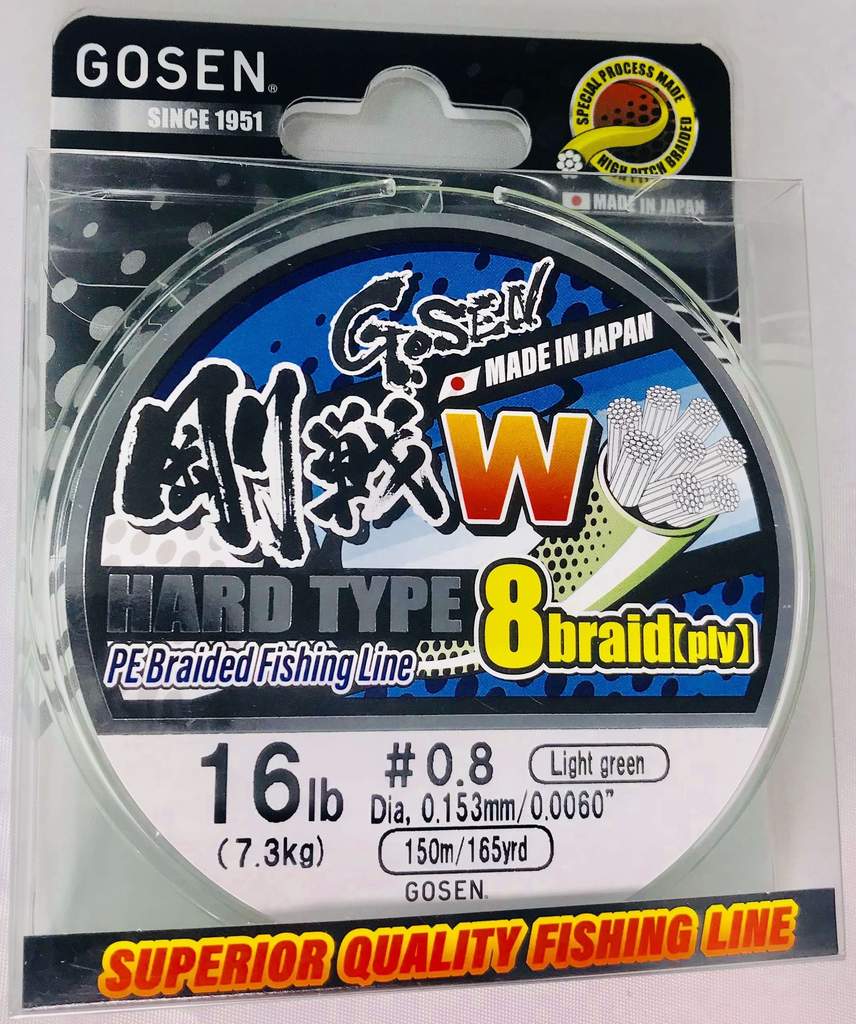 GOSEN®
SINCE 1951
SPECIAL PROCESS MADE
HIGH PITCH BRAIDED
MADE IN JAPAN
GOSEN
MADE IN JAPAN
剛戦W
HARD TYPE
8braid【ply】
PE Braided Fishing Line
16lb
(7.3kg)
#0.8
Light green
Dia, 0.153mm/0.0060"
150m/165yrd
GOSEN®
SUPERIOR QUALITY FISHING LINE